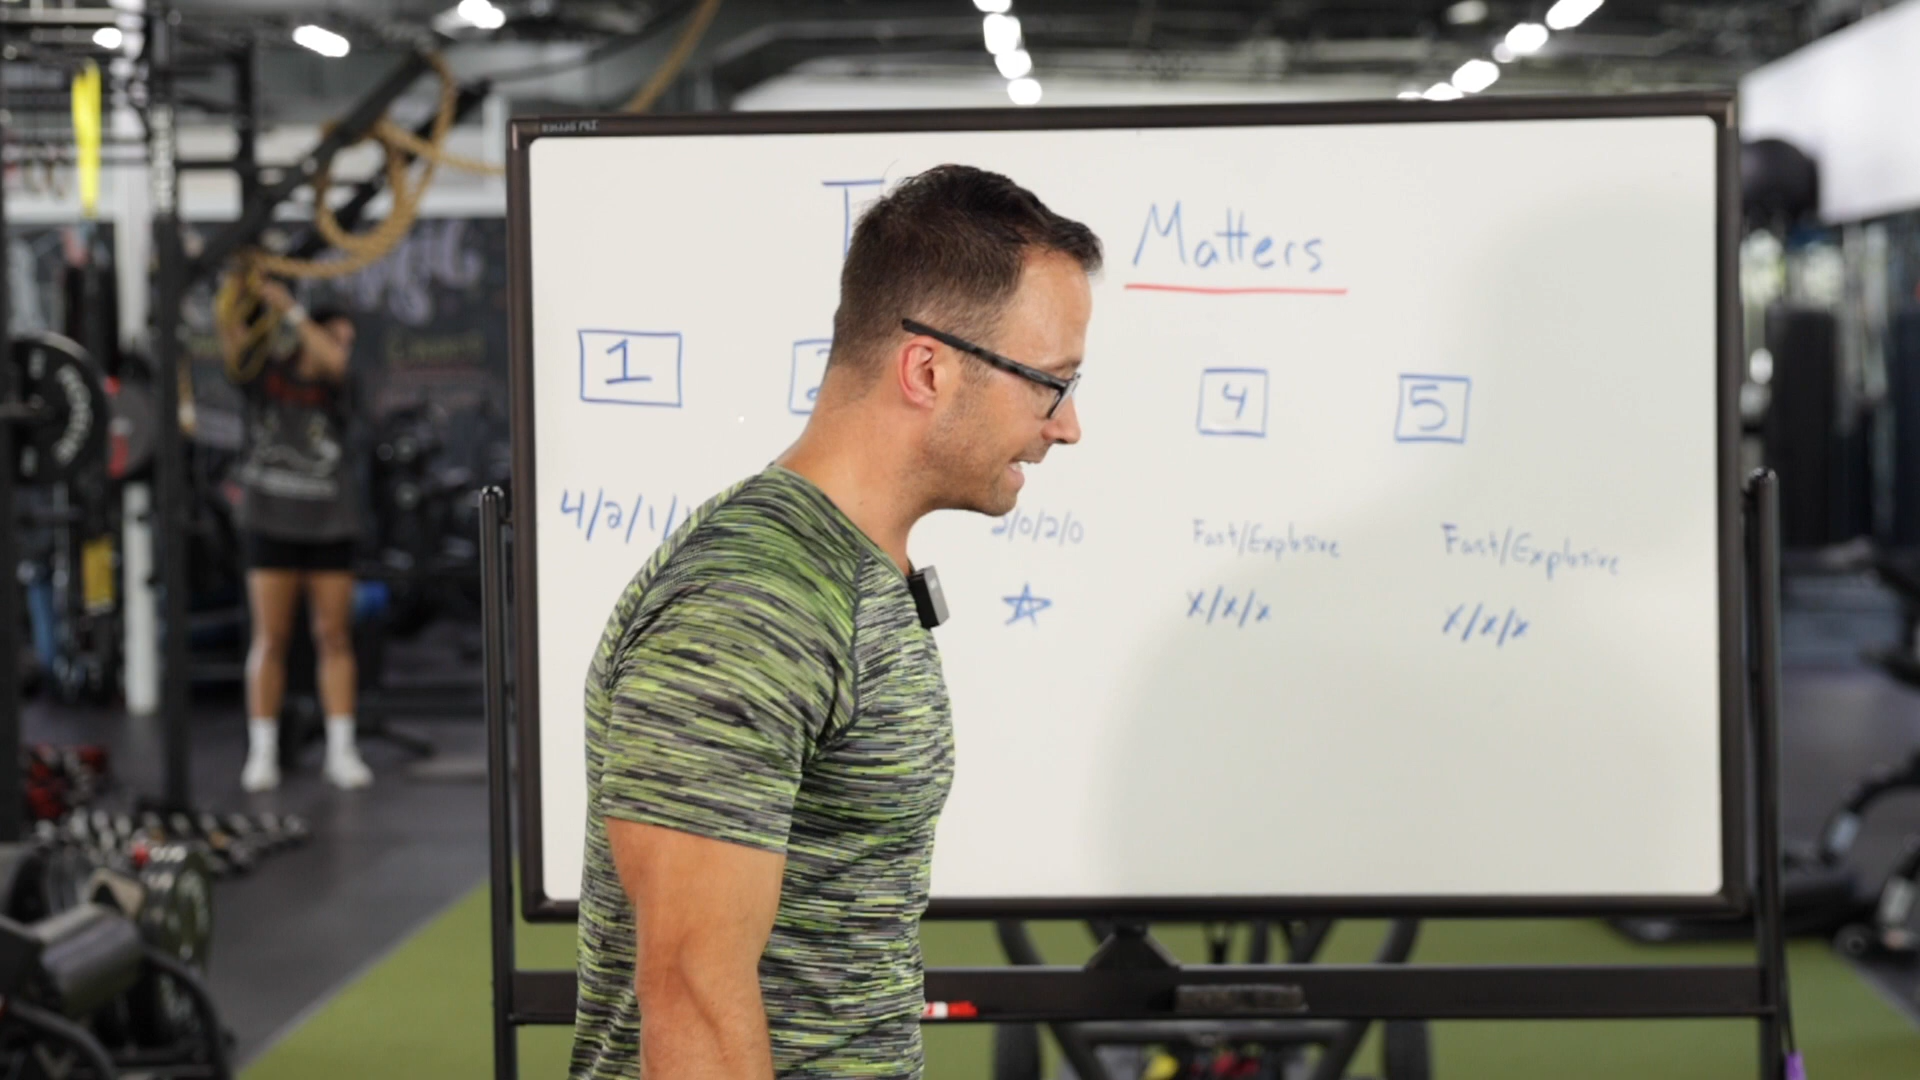 Matters
1
4
5
4/2/1/
2/0/2/0
Fast/Explosive
Fast/Explosive
x/x/x
x/x/x